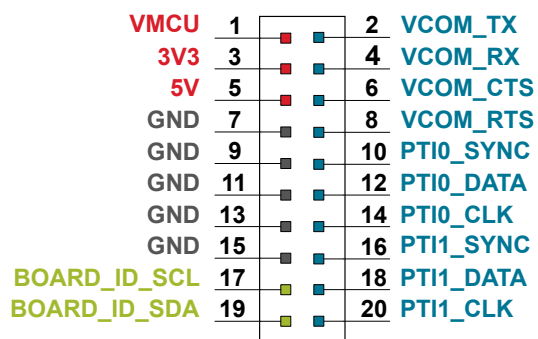 VMCU 1 2 VCOM_TX
3V3 3 4 VCOM_RX
5V 5 6 VCOM_CTS
GND 7 8 VCOM_RTS
GND 9 10 PTI0_SYNC
GND 11 12 PTI0_DATA
GND 13 14 PTI0_CLK
GND 15 16 PTI1_SYNC
BOARD_ID_SCL 17 18 PTI1_DATA
BOARD_ID_SDA 19 20 PTI1_CLK